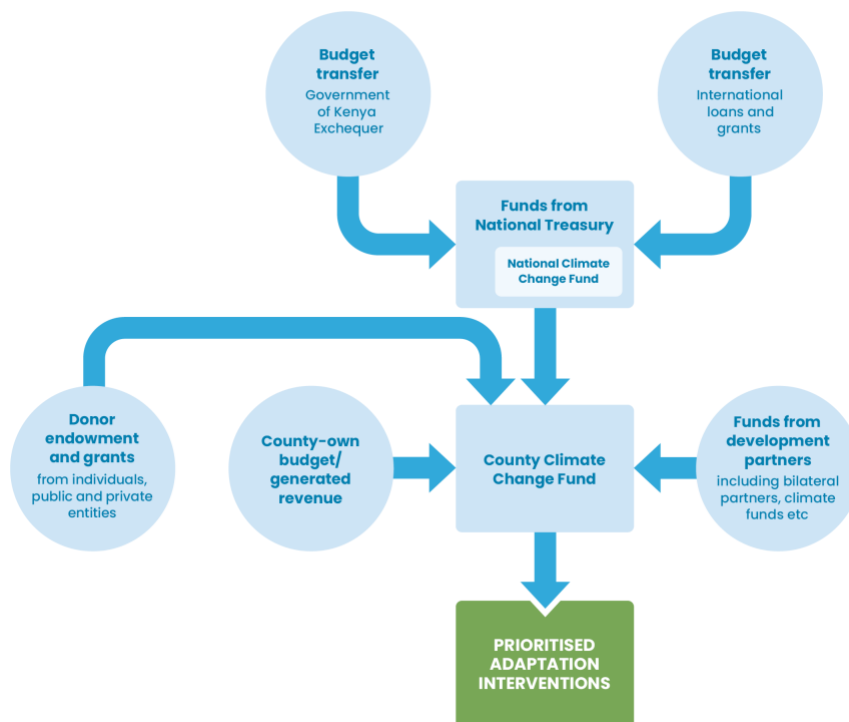 Budget
transfer
Government
of Kenya
Exchequer
Budget
transfer
International
loans and
grants
Funds from
National Treasury
National Climate
Change Fund
Donor
endowment
and grants
from individuals,
public and private
entities
County-own
budget/
generated
revenue
County Climate
Change Fund
Funds from
development
partners
including bilateral
partners, climate
funds etc
PRIORITISED
ADAPTATION
INTERVENTIONS